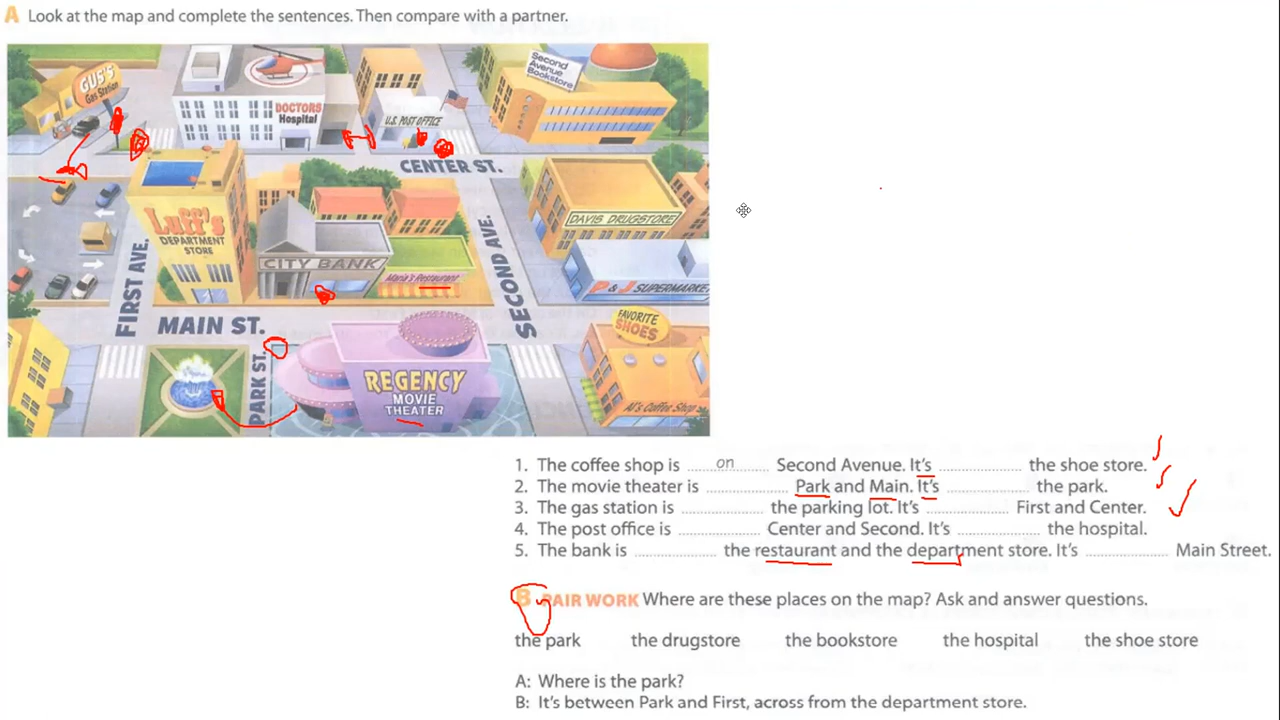 A Look at the map and complete the sentences. Then compare with a partner.
GUS'S
Gas Station
DOCTORS
Hospital
U.S. POST OFFICE
Second
Avenue
Bookstore
CENTER ST.
Luff's
DEPARTMENT
STORE
CITY BANK
Maria's Restaurant
DAVIS DRUGSTORE
P & J SUPERMARKET
FIRST AVE.
SECOND AVE.
MAIN ST.
PARK ST.
REGENCY
MOVIE
THEATER
FAVORITE
SHOES
Al's Coffee Shop
1. The coffee shop is ....on.... Second Avenue. It's .................... the shoe store.
2. The movie theater is .................... Park and Main. It's .................... the park.
3. The gas station is .................... the parking lot. It's .................... First and Center.
4. The post office is .................... Center and Second. It's .................... the hospital.
5. The bank is .................... the restaurant and the department store. It's .................... Main Street.
B PAIR WORK Where are these places on the map? Ask and answer questions.
the park the drugstore the bookstore the hospital the shoe store
A: Where is the park?
B: It's between Park and First, across from the department store.